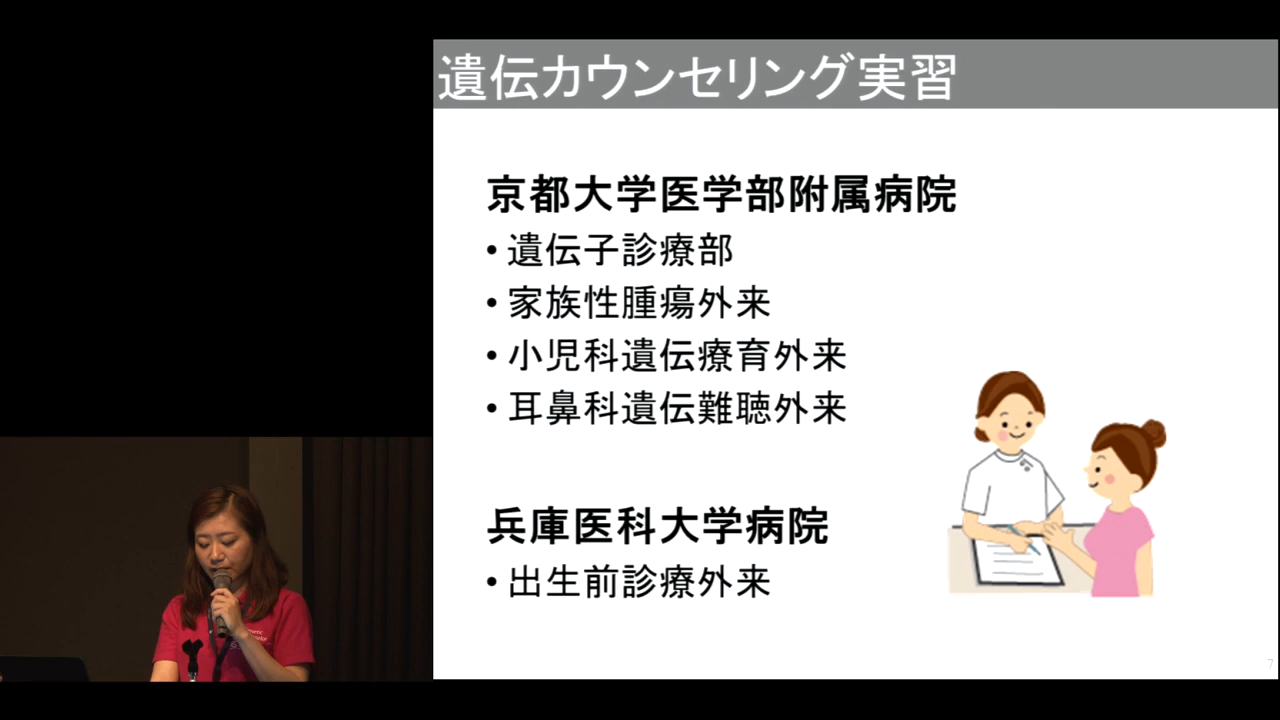 遺伝カウンセリング実習
京都大学医学部附属病院
• 遺伝子診療部
• 家族性腫瘍外来
• 小児科遺伝療育外来
• 耳鼻科遺伝難聴外来
兵庫医科大学病院
• 出生前診療外来
7